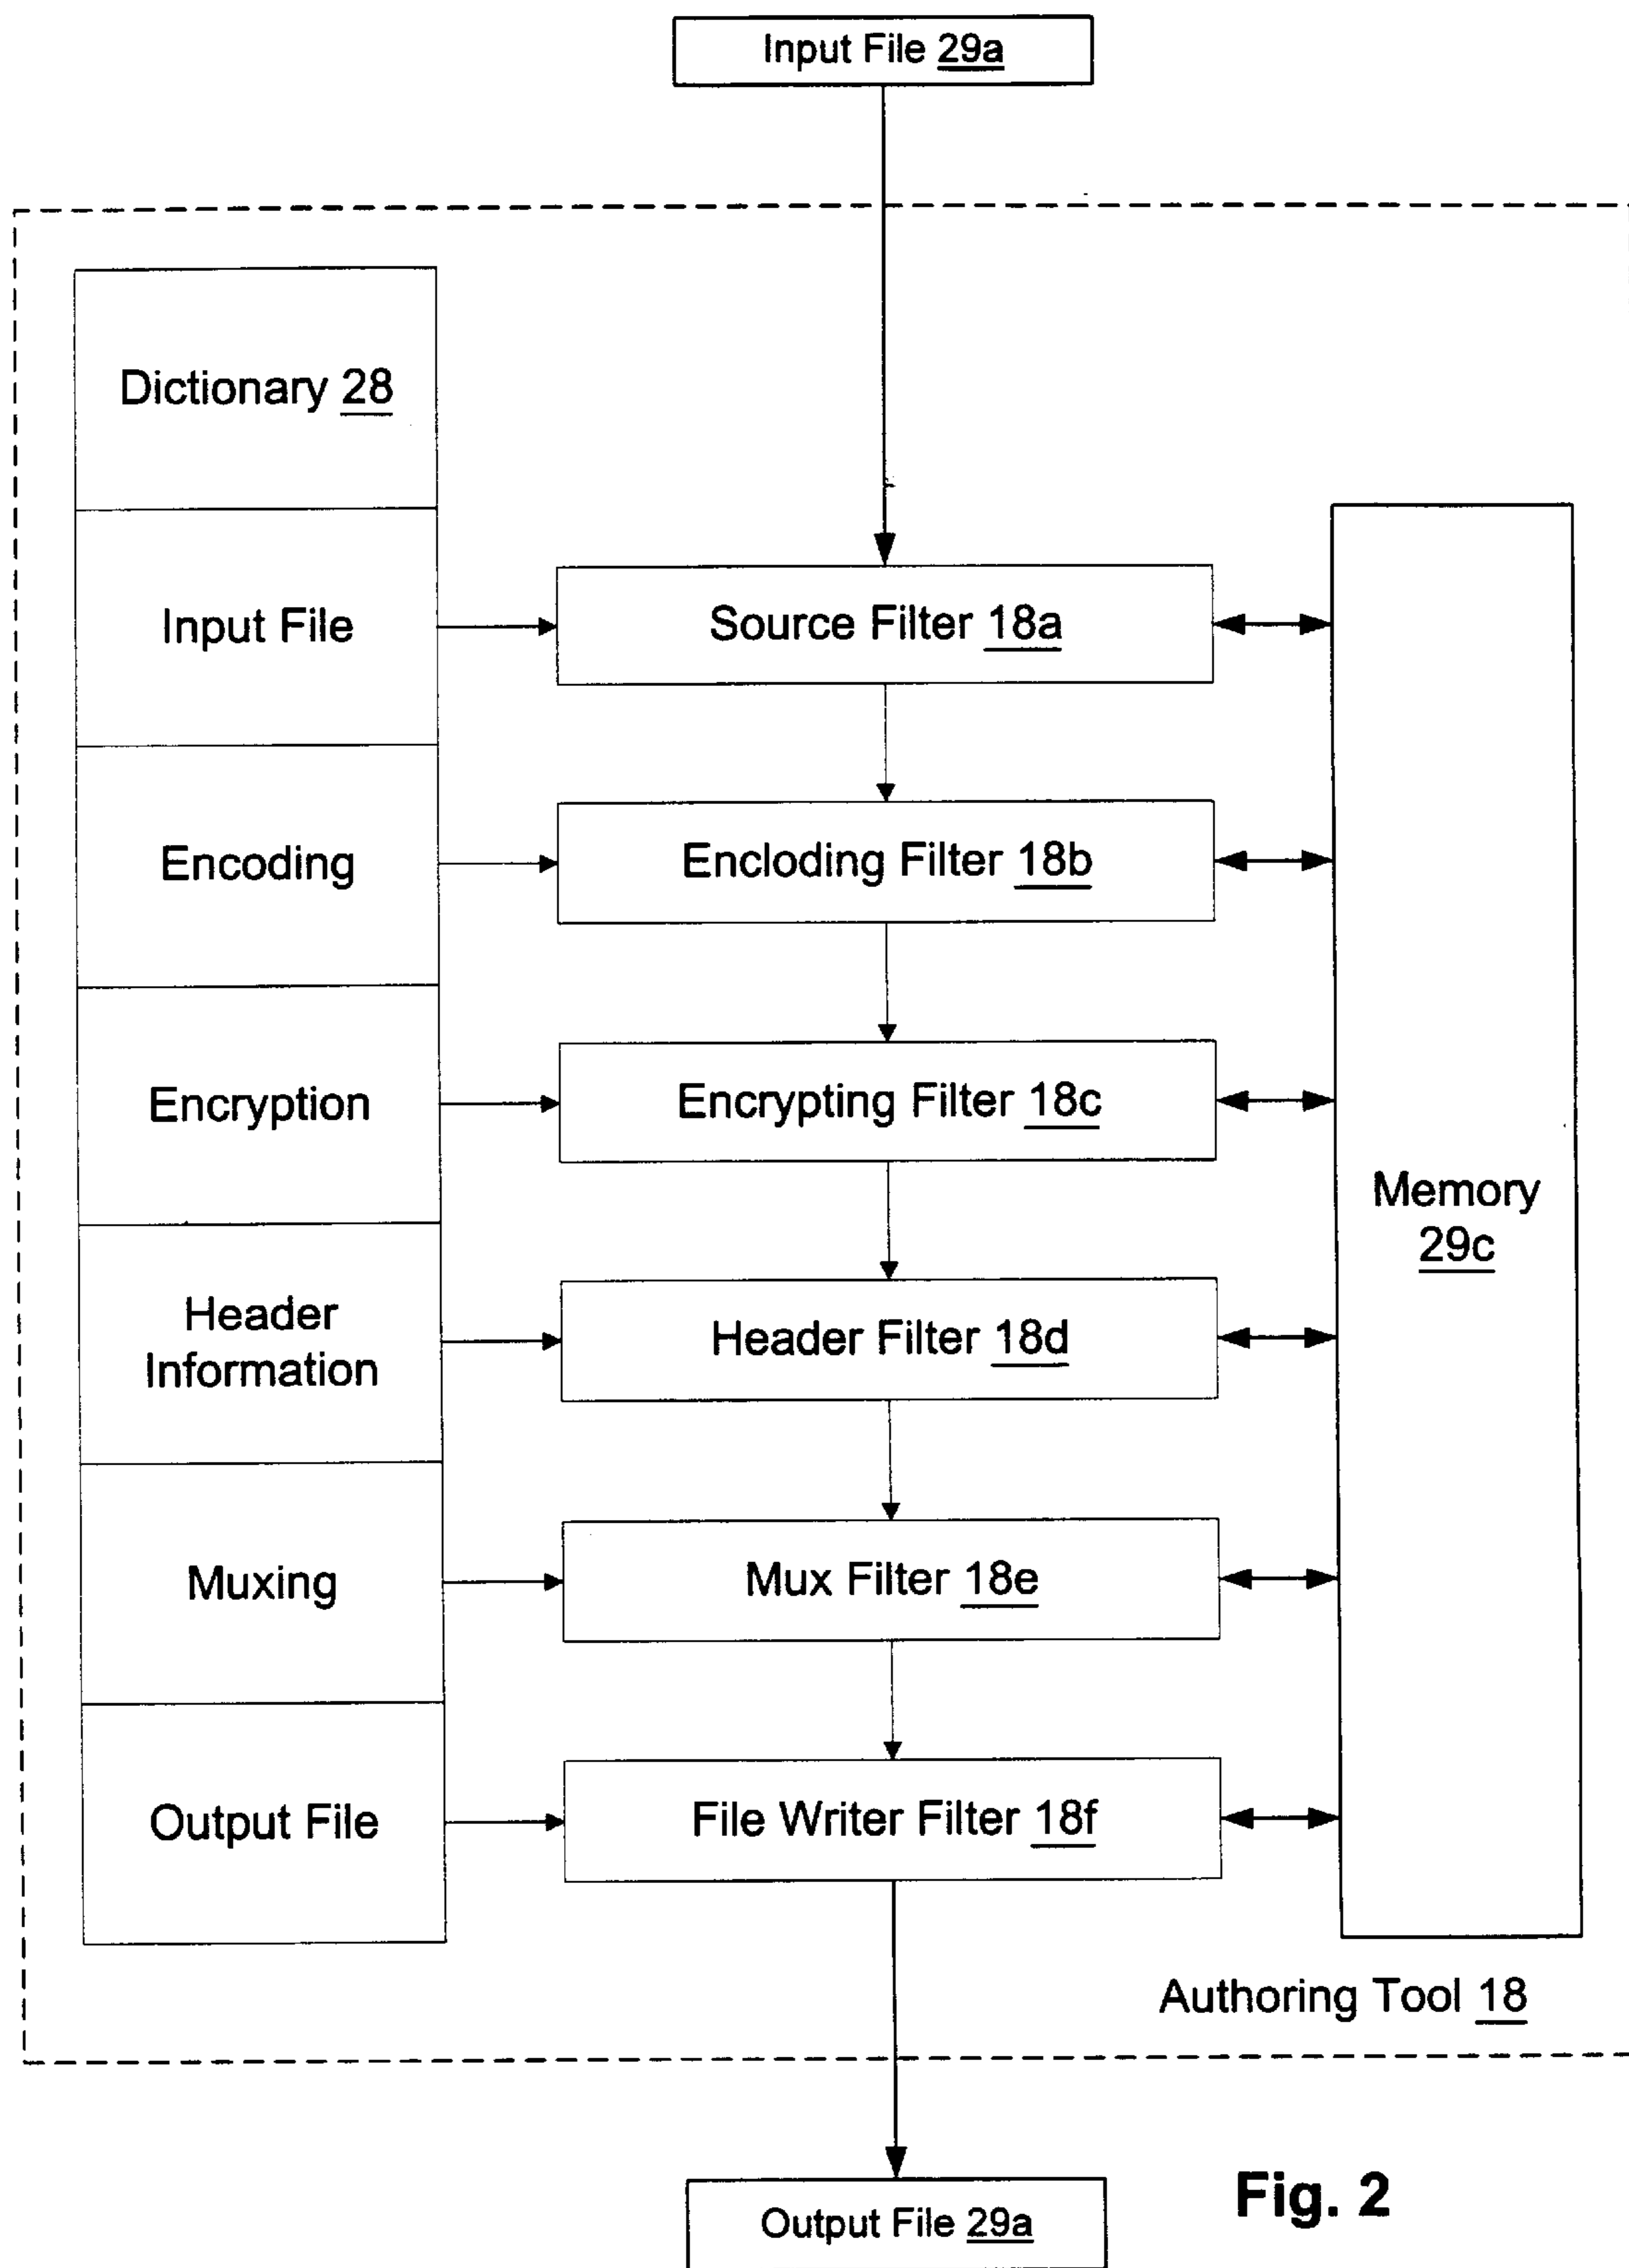 Input File 29a
Dictionary 28
Input File
Source Filter 18a
Encoding
Encloding Filter 18b
Encryption
Encrypting Filter 18c
Memory
29c
Header
Information
Header Filter 18d
Muxing
Mux Filter 18e
Output File
File Writer Filter 18f
Authoring Tool 18
Output File 29a
Fig. 2